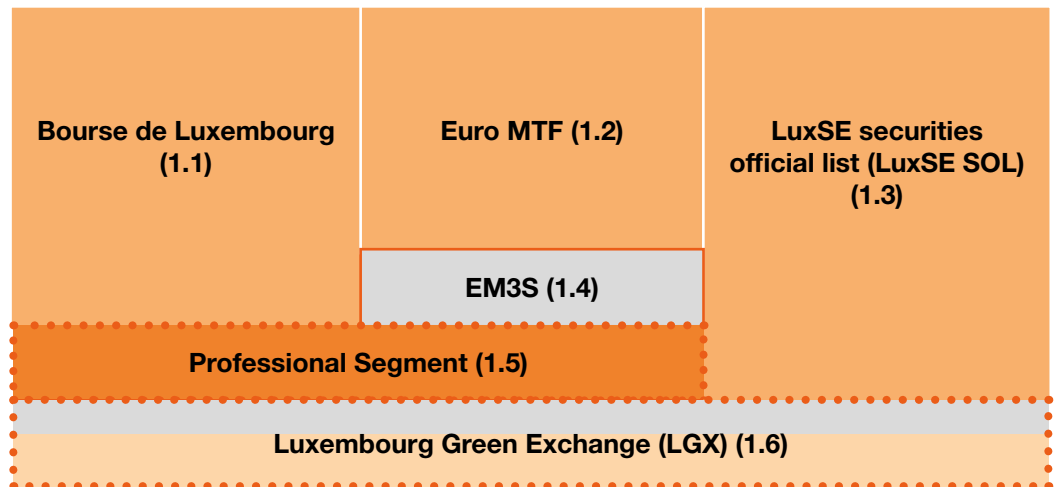 Bourse de Luxembourg
(1.1)
Euro MTF (1.2)
LuxSE securities
official list (LuxSE SOL)
(1.3)
EM3S (1.4)
Professional Segment (1.5)
Luxembourg Green Exchange (LGX) (1.6)